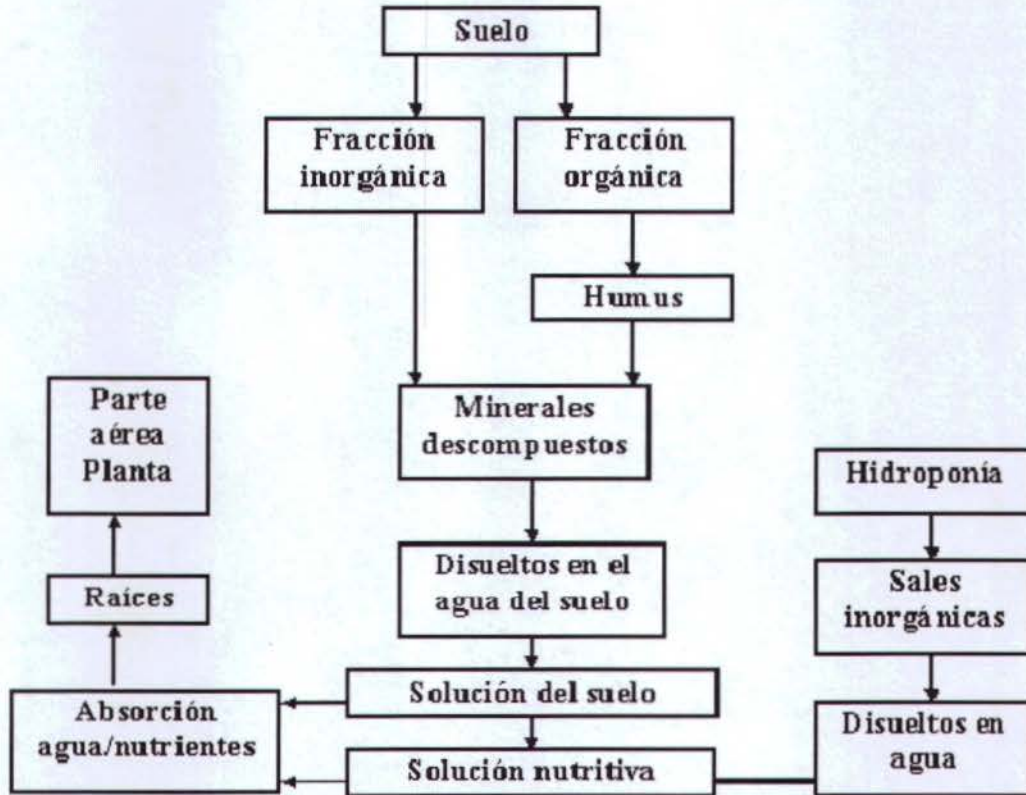 Suelo
Fracción
inorgánica
Fracción
orgánica
Humus
Minerales
descompuestos
Disueltos en el
agua del suelo
Solución del suelo
Solución nutritiva
Parte
aérea
Planta
Raíces
Absorción
agua/nutrientes
Hidroponía
Sales
inorgánicas
Disueltos en
agua